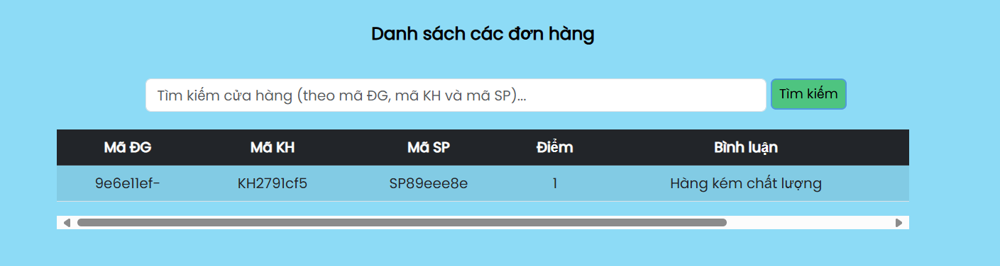 Danh sách các đơn hàng
Tìm kiếm cửa hàng (theo mã ĐG, mã KH và mã SP)... Tìm kiếm
Mã ĐG Mã KH Mã SP Điểm Bình luận
9e6e11ef- KH2791cf5 SP89eee8e 1 Hàng kém chất lượng